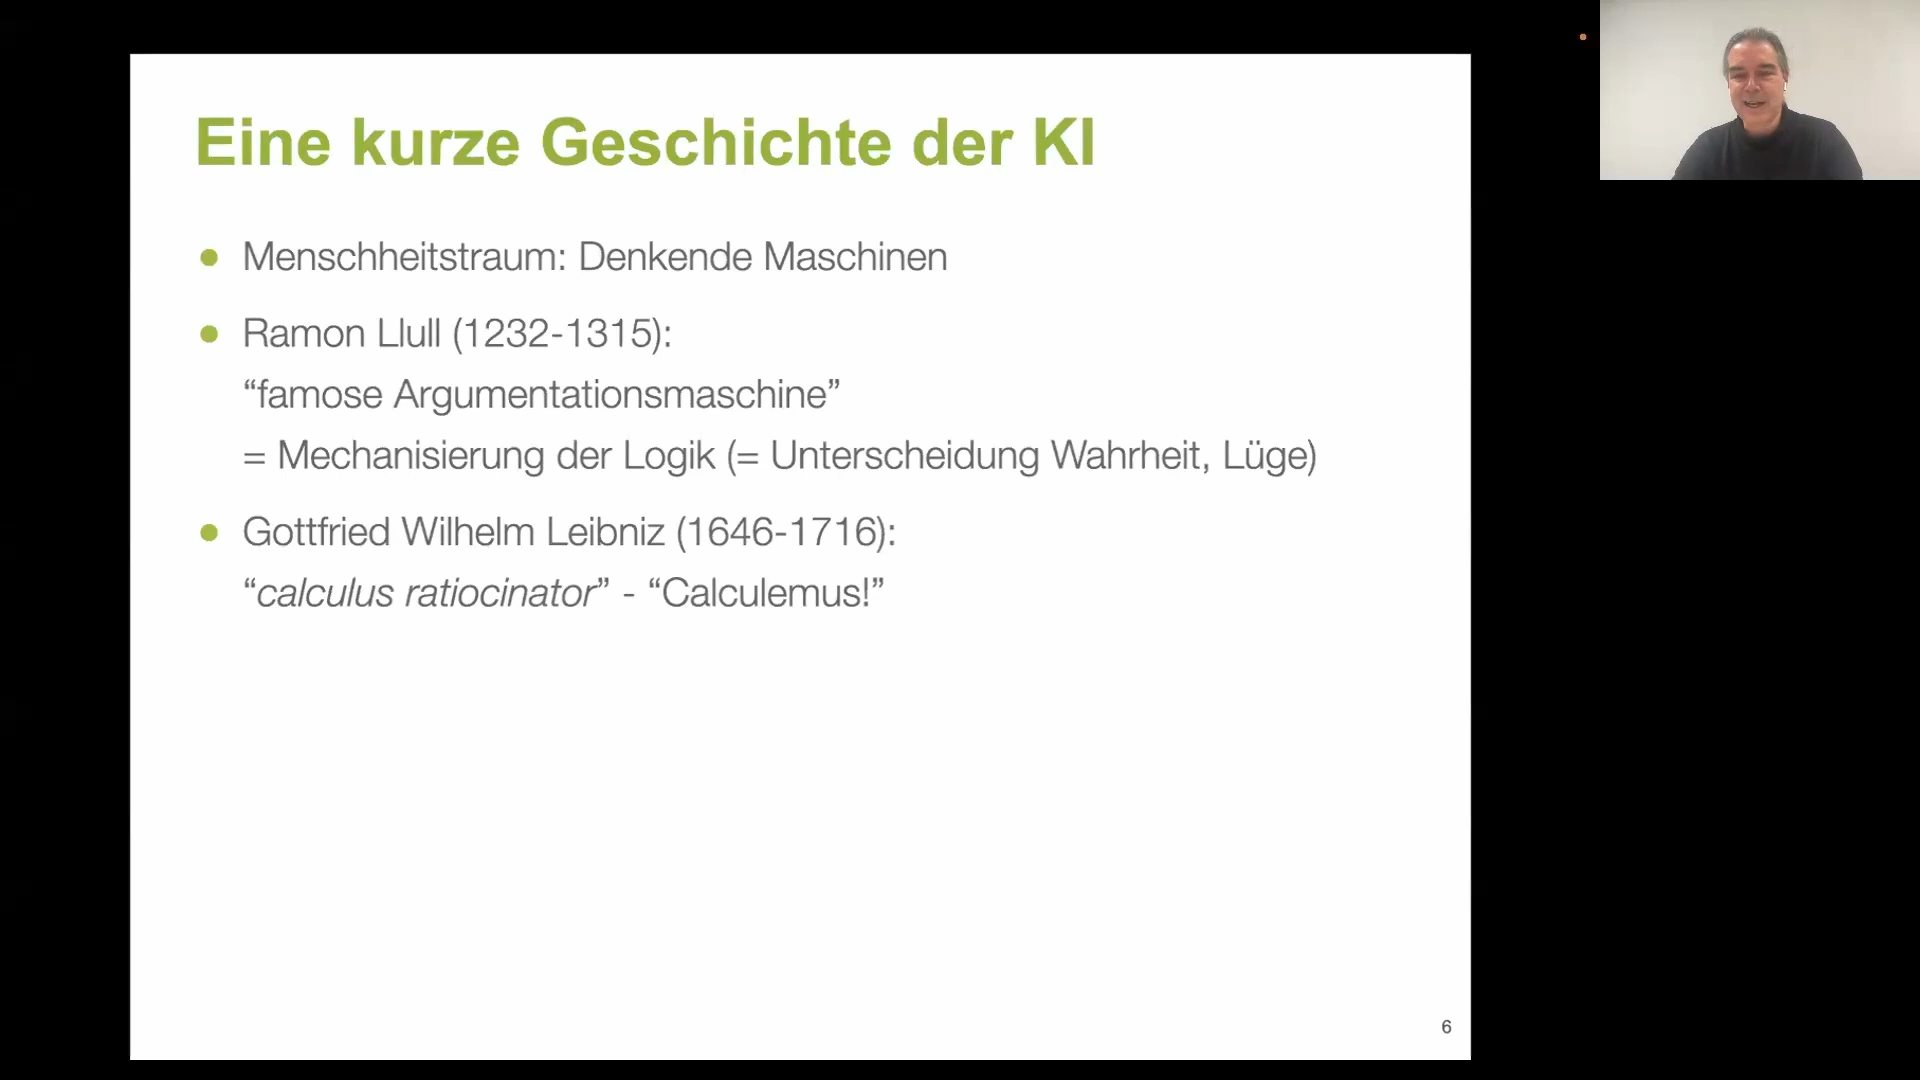 Eine kurze Geschichte der KI
● Menschheitstraum: Denkende Maschinen
● Ramon Llull (1232-1315):
“famose Argumentationsmaschine”
= Mechanisierung der Logik (= Unterscheidung Wahrheit, Lüge)
● Gottfried Wilhelm Leibniz (1646-1716):
“calculus ratiocinator” - “Calculemus!”
6